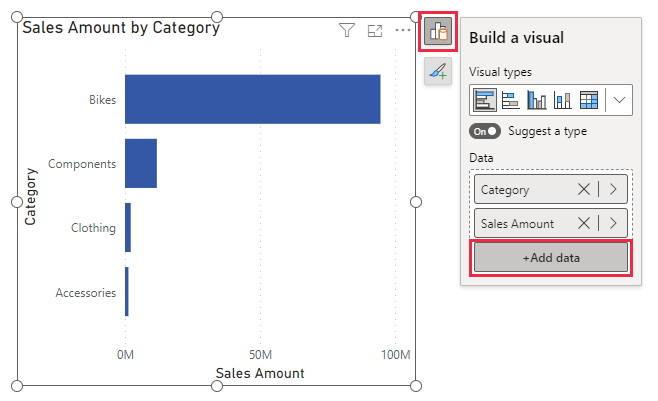 Sales Amount by Category
Bikes
Components
Clothing
Accessories
Category
0M
50M
100M
Sales Amount
Build a visual
Visual types
On
Suggest a type
Data
Category
Sales Amount
+Add data